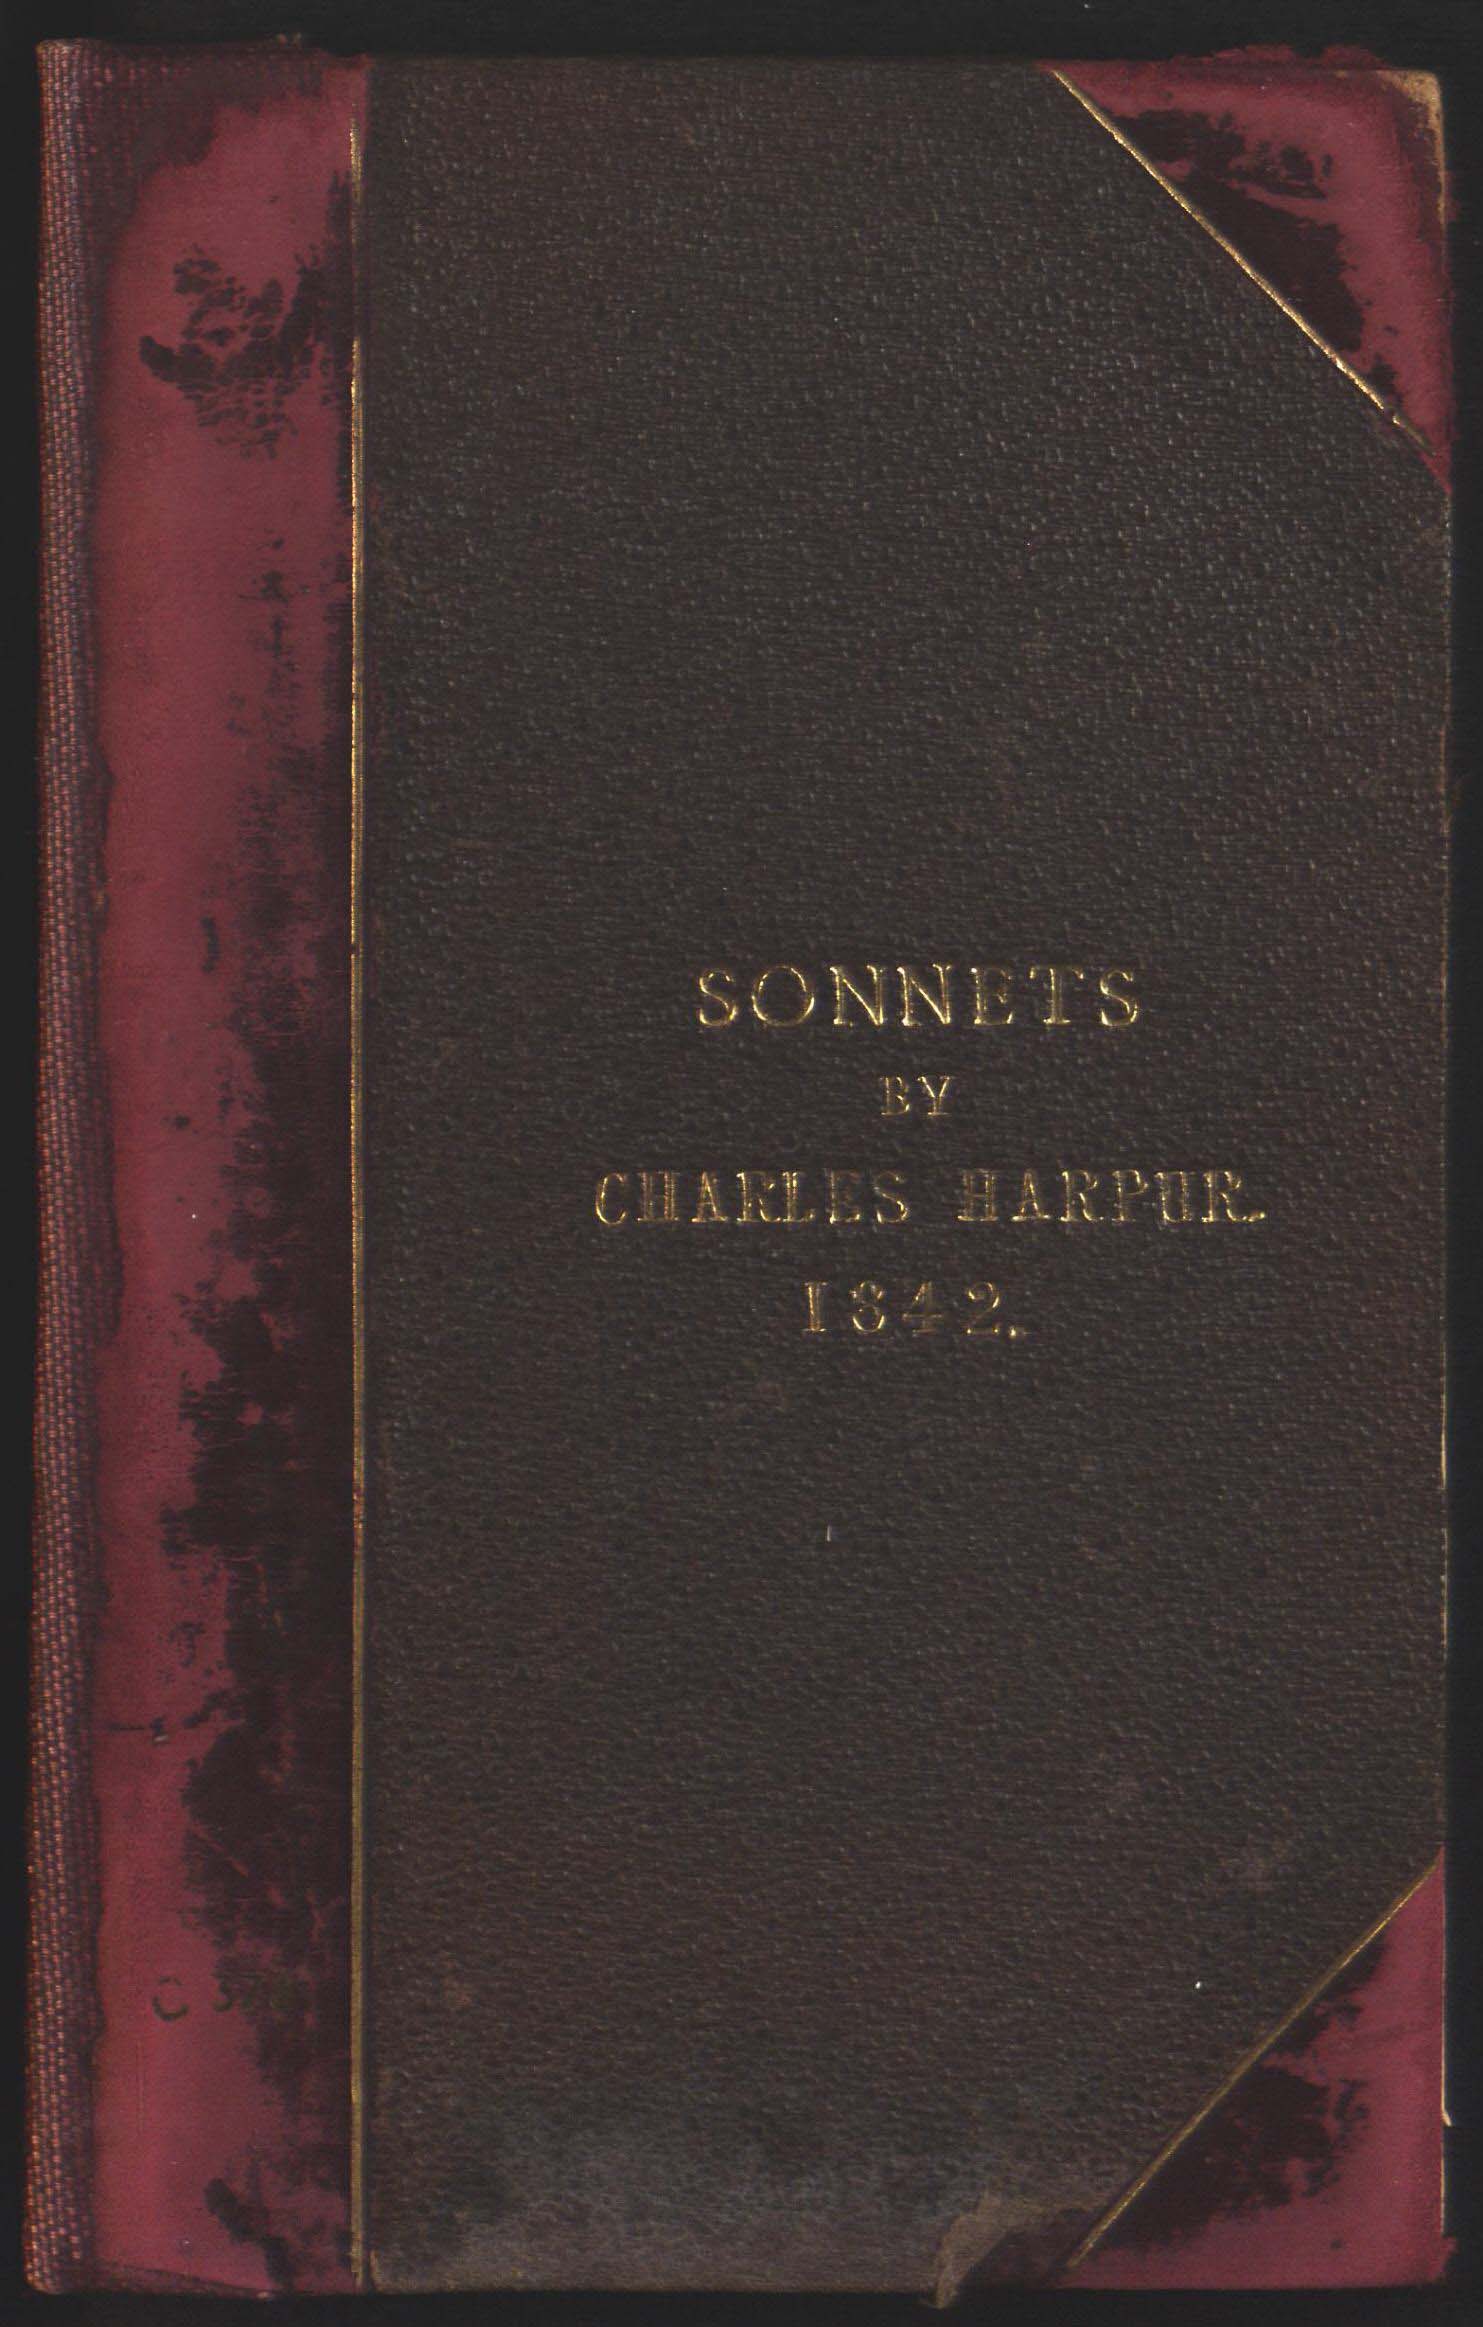 SONNETS
BY
CHARLES HARPUR.
1842.